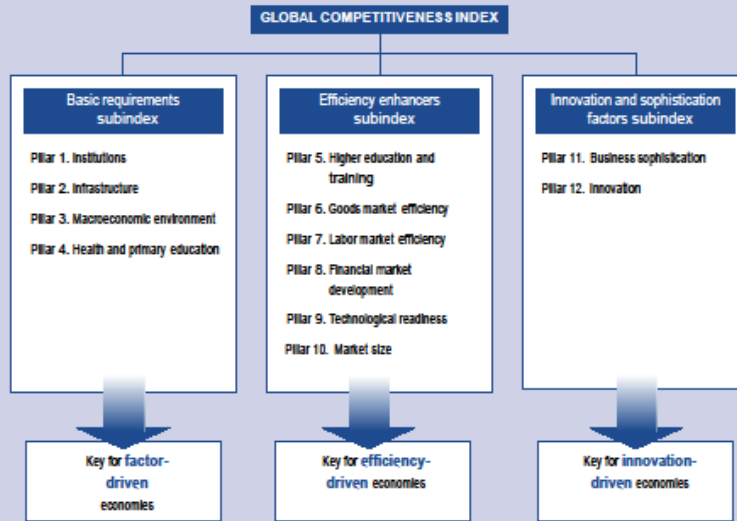 GLOBAL COMPETITIVENESS INDEX
Basic requirements
subindex
Pillar 1. Institutions
Pillar 2. Infrastructure
Pillar 3. Macroeconomic environment
Pillar 4. Health and primary education
Key for factor-
driven
economies
Efficiency enhancers
subindex
Pillar 5. Higher education and
training
Pillar 6. Goods market efficiency
Pillar 7. Labor market efficiency
Pillar 8. Financial market
development
Pillar 9. Technological readiness
Pillar 10. Market size
Key for efficiency-
driven economies
Innovation and sophistication
factors subindex
Pillar 11. Business sophistication
Pillar 12. Innovation
Key for innovation-
driven economies